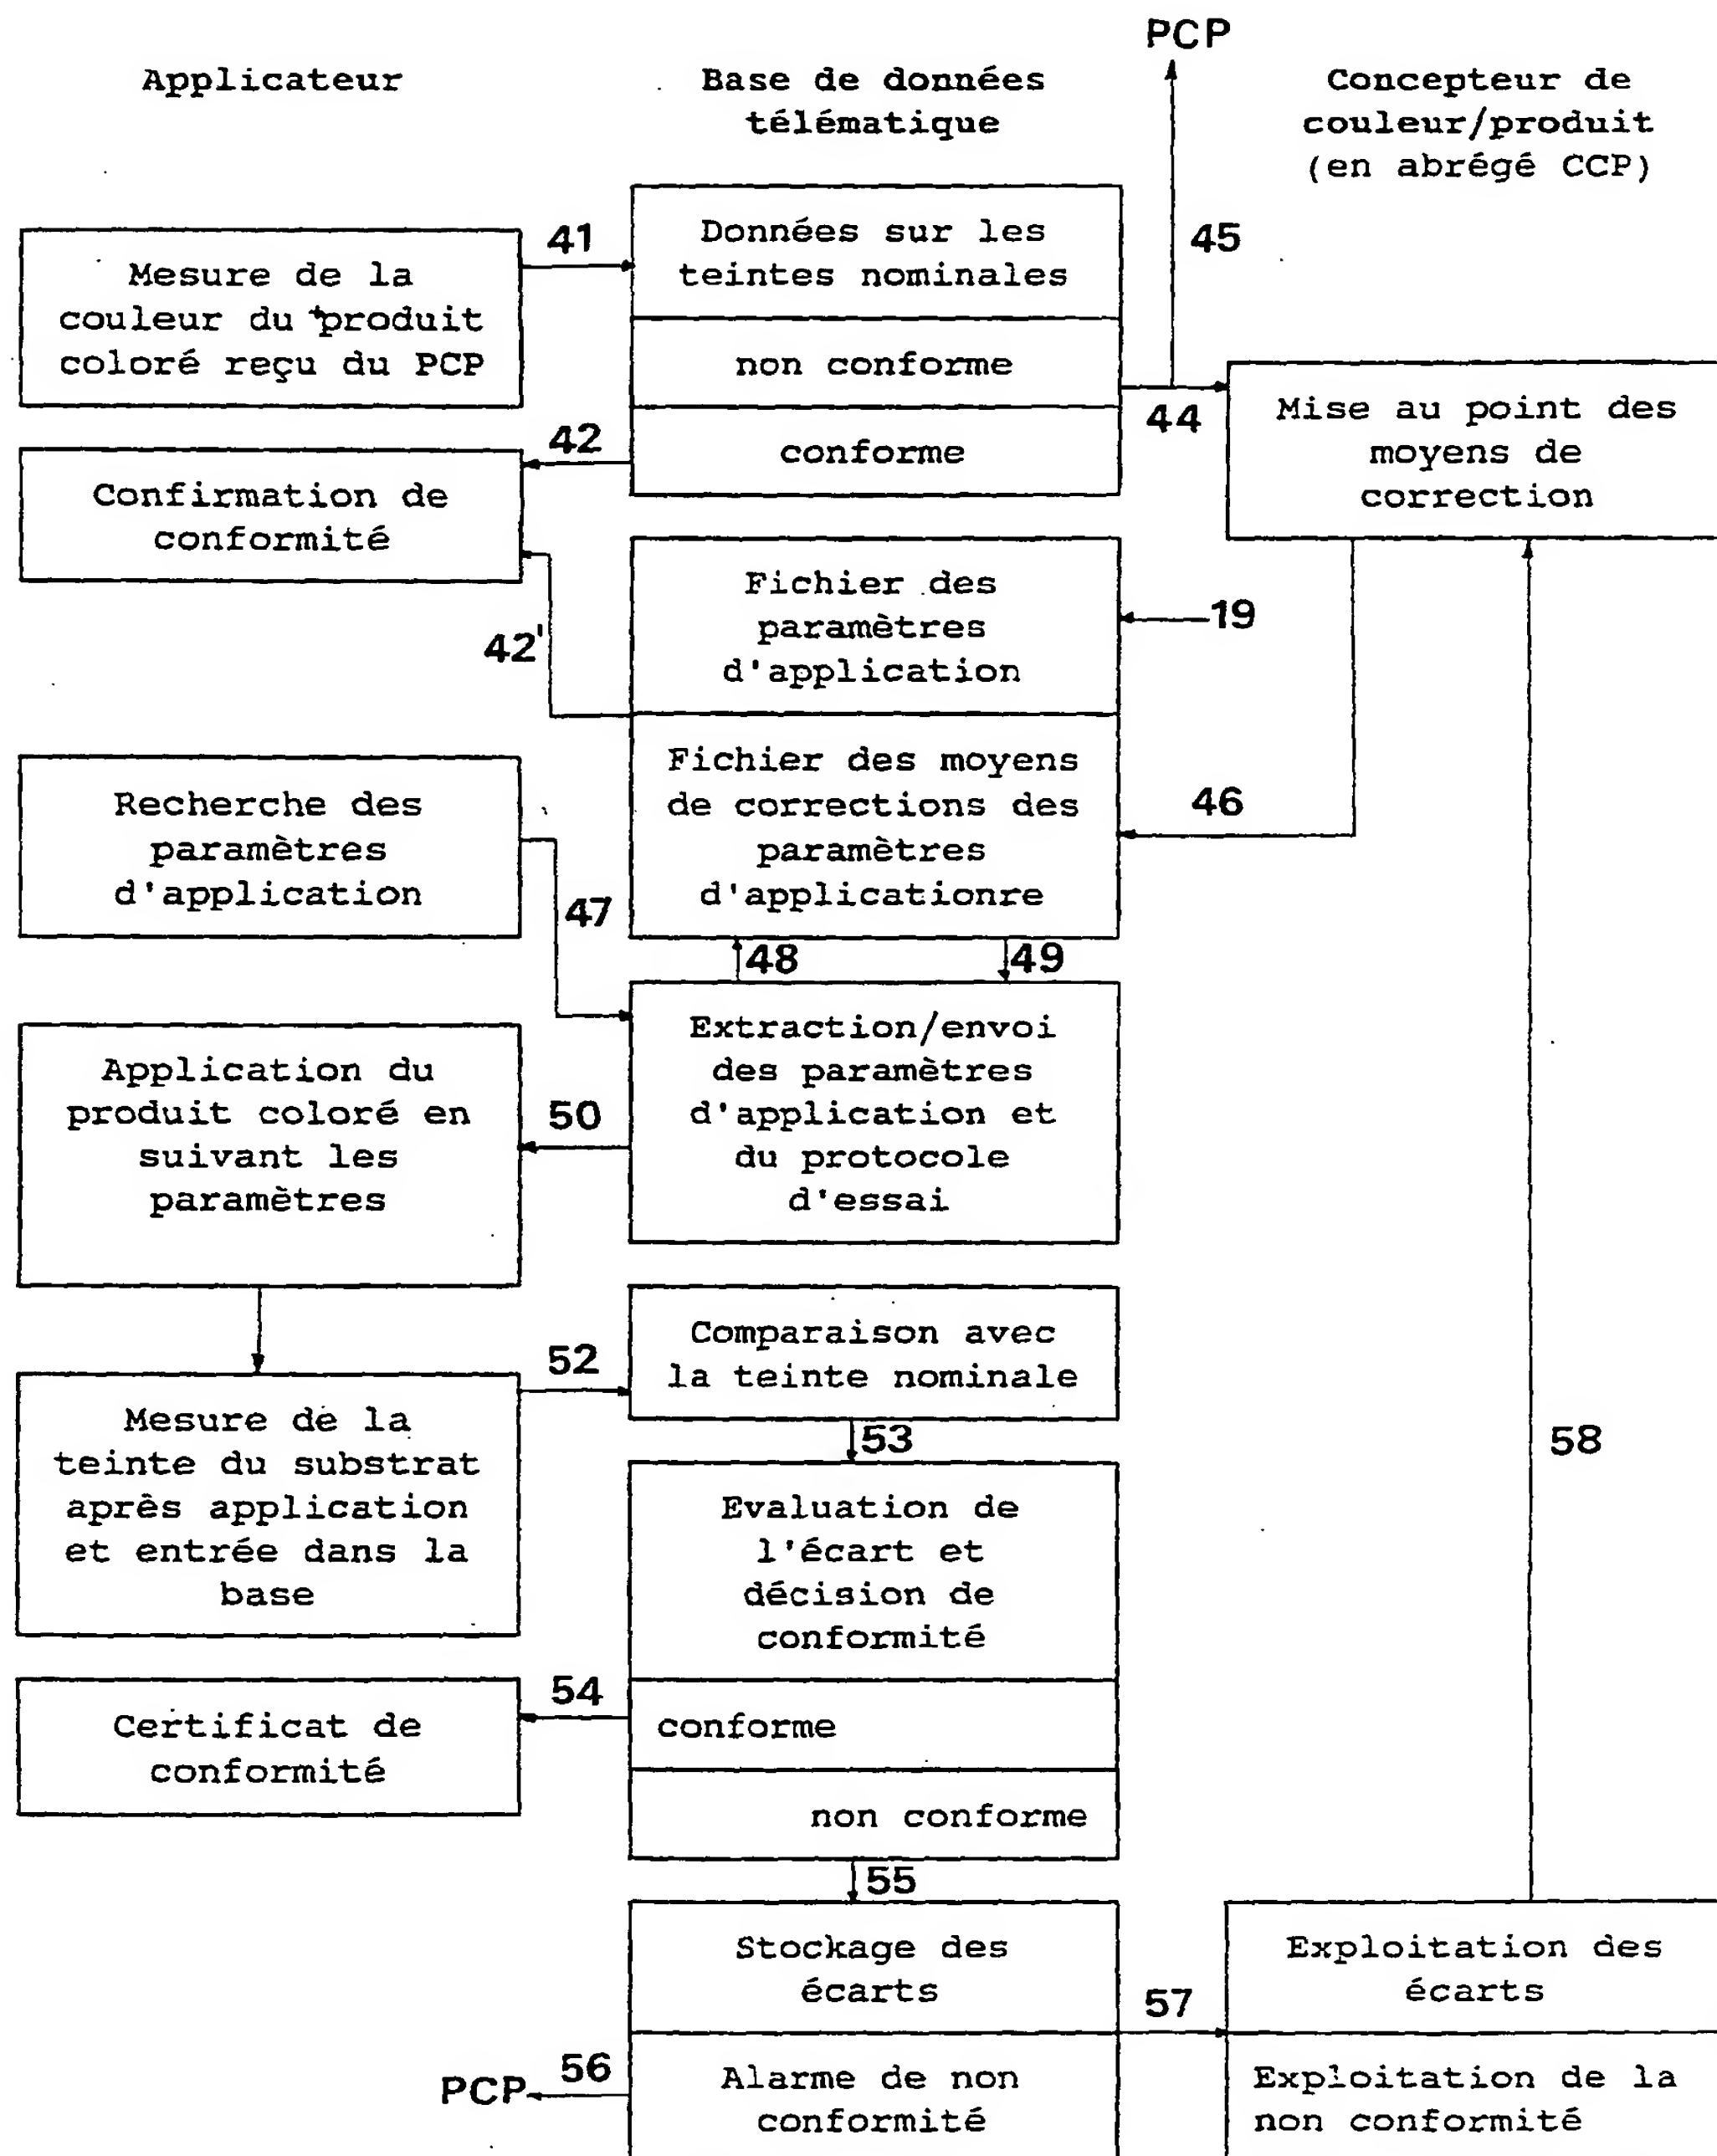 PCP
Applicateur
Base de données
télématique
Concepteur de
couleur/produit
(en abrégé CCP)
45
41
Mesure de la
couleur du produit
coloré reçu du PCP
Données sur les
teintes nominales
non conforme
conforme
44
Mise au point des
moyens de
correction
42
Confirmation de
conformité
42'
Fichier des
paramètres
d'application
19
Fichier des moyens
de corrections des
paramètres
d'applicationre
46
Recherche des
paramètres
d'application
47
48
49
Extraction/envoi
des paramètres
d'application et
du protocole
d'essai
Application du
produit coloré en
suivant les
paramètres
50
Comparaison avec
la teinte nominale
52
Mesure de la
teinte du substrat
après application
et entrée dans la
base
53
58
Evaluation de
l'écart et
décision de
conformité
conforme
non conforme
54
Certificat de
conformité
55
Stockage des
écarts
Alarme de non
conformité
57
Exploitation des
écarts
Exploitation de la
non conformité
56
PCP